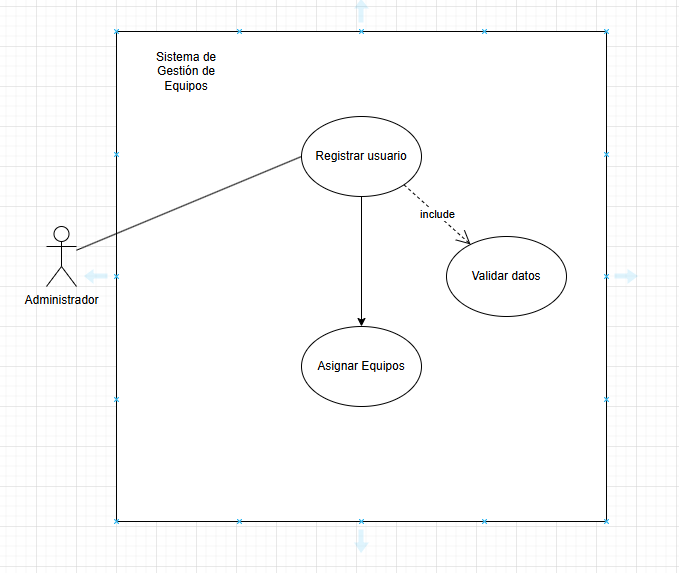 Sistema de
Gestión de
Equipos
Registrar usuario
include
Validar datos
Administrador
Asignar Equipos